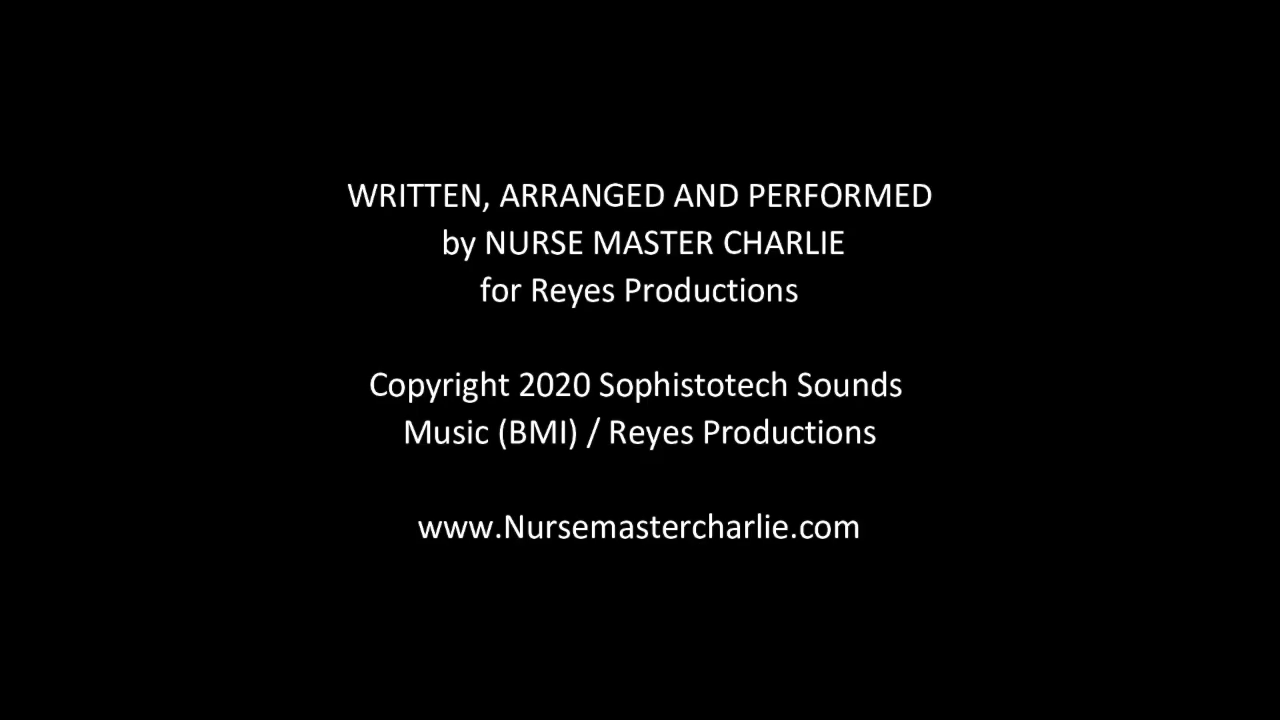 WRITTEN, ARRANGED AND PERFORMED
by NURSE MASTER CHARLIE
for Reyes Productions
Copyright 2020 Sophistotech Sounds
Music (BMI) / Reyes Productions
www.Nursemastercharlie.com